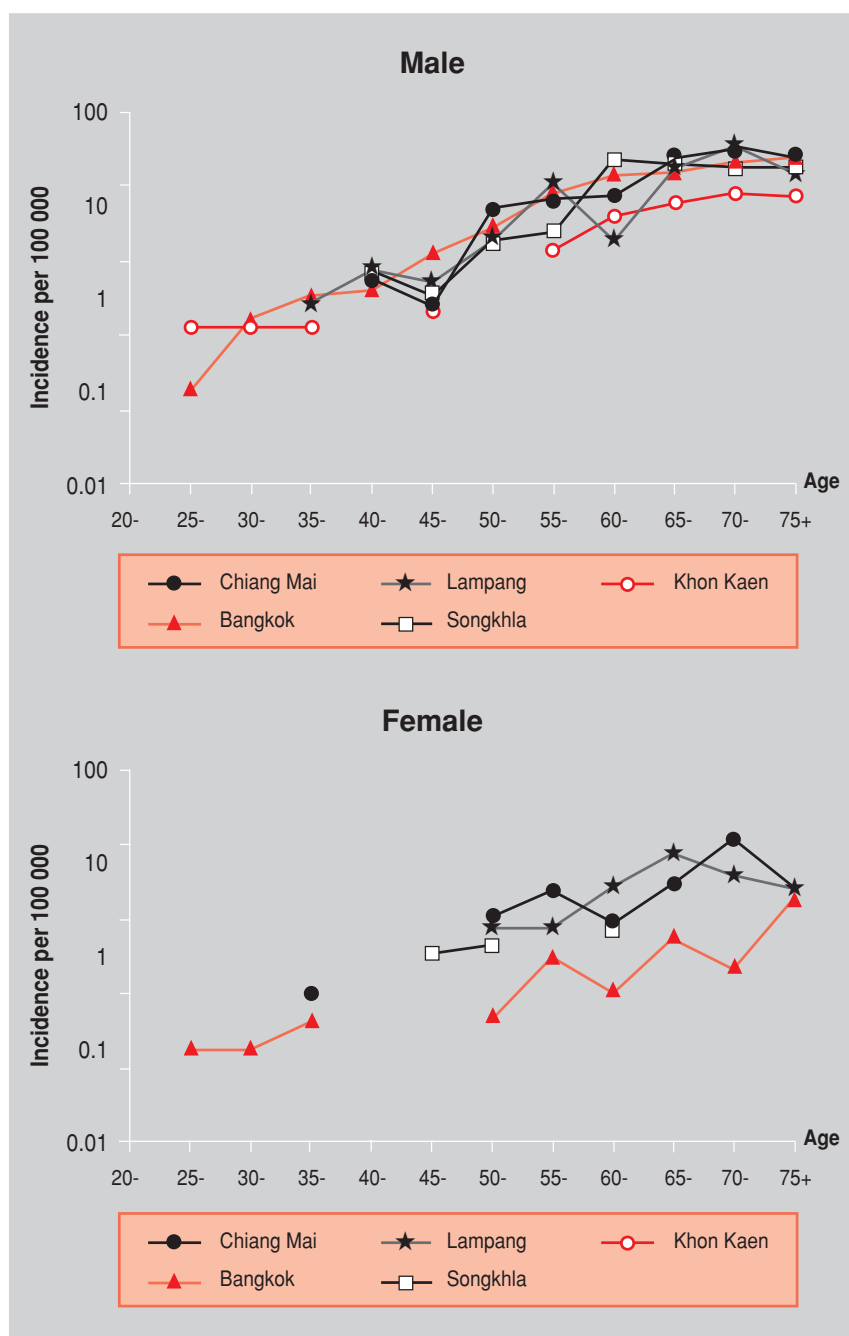 Male
Incidence per 100 000
100
10
1
0.1
0.01
Age
20- 25- 30- 35- 40- 45- 50- 55- 60- 65- 70- 75+
Chiang Mai Lampang Khon Kaen
Bangkok Songkhla
Female
Incidence per 100 000
100
10
1
0.1
0.01
Age
20- 25- 30- 35- 40- 45- 50- 55- 60- 65- 70- 75+
Chiang Mai Lampang Khon Kaen
Bangkok Songkhla